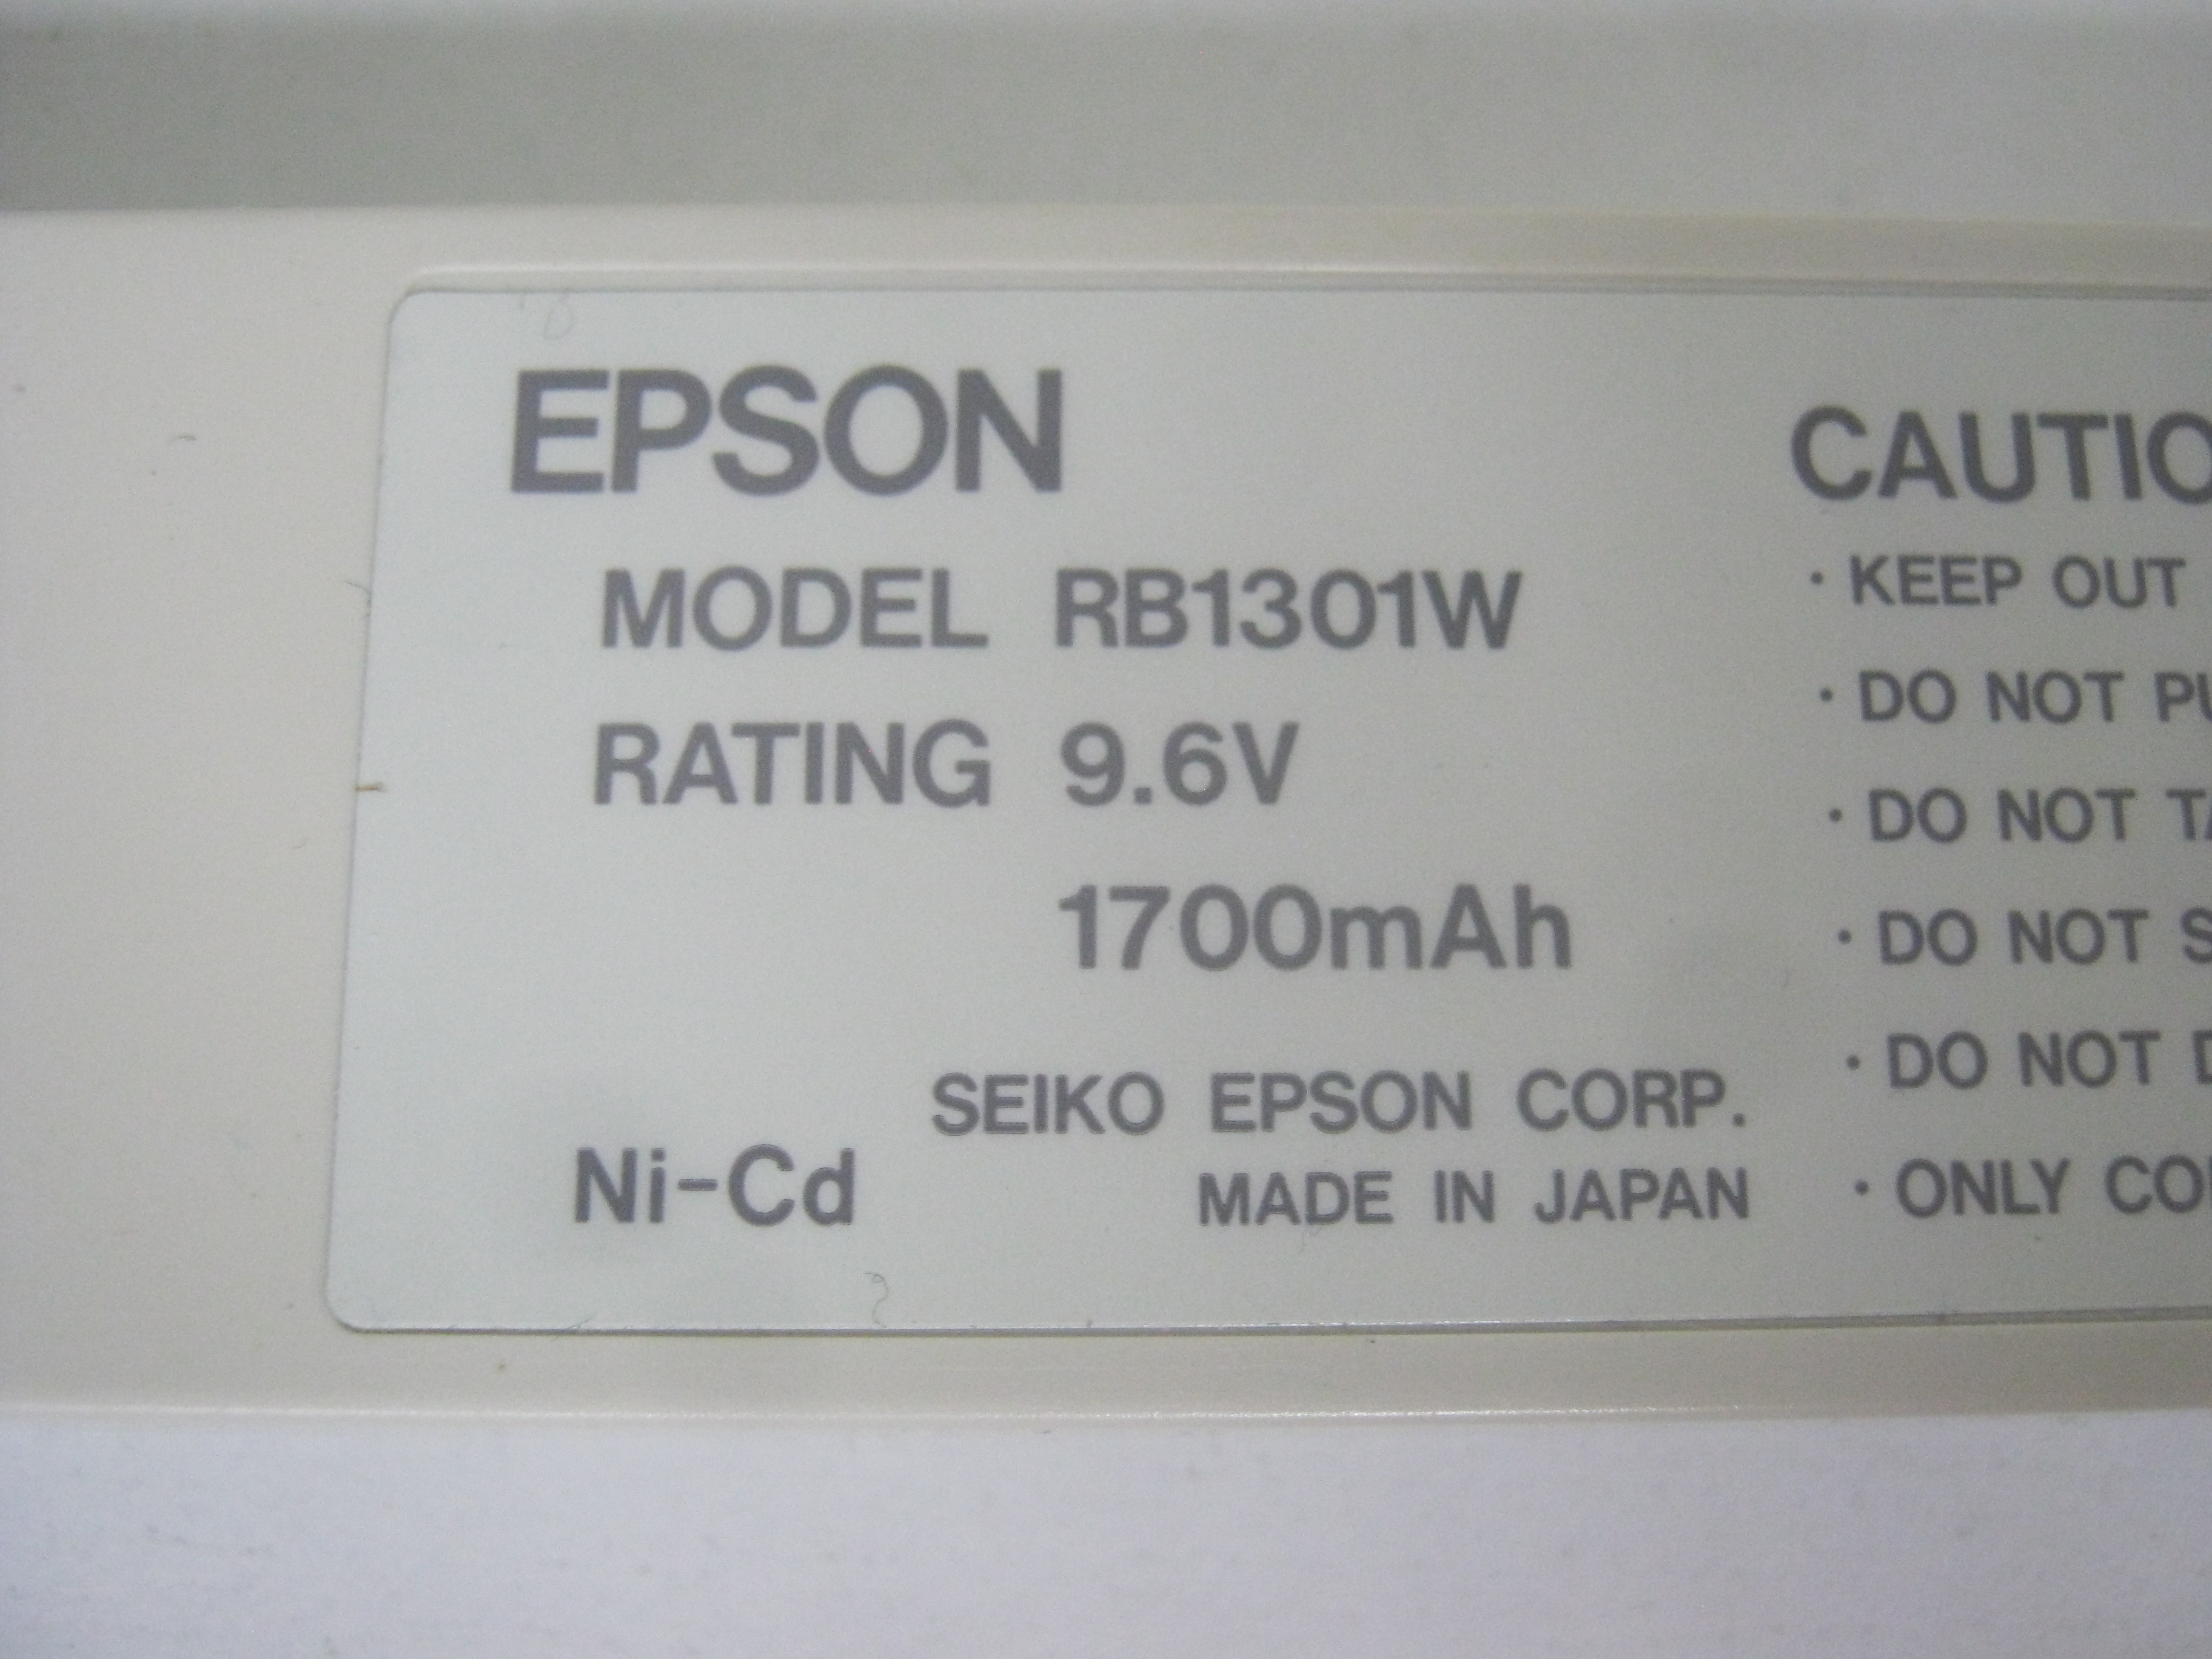 EPSON
MODEL RB1301W
RATING 9.6V
1700mAh
SEIKO EPSON CORP.
Ni-Cd
MADE IN JAPAN
· KEEP OUT
· DO NOT
· DO NOT
· DO NOT
· DO NOT
· ONLY